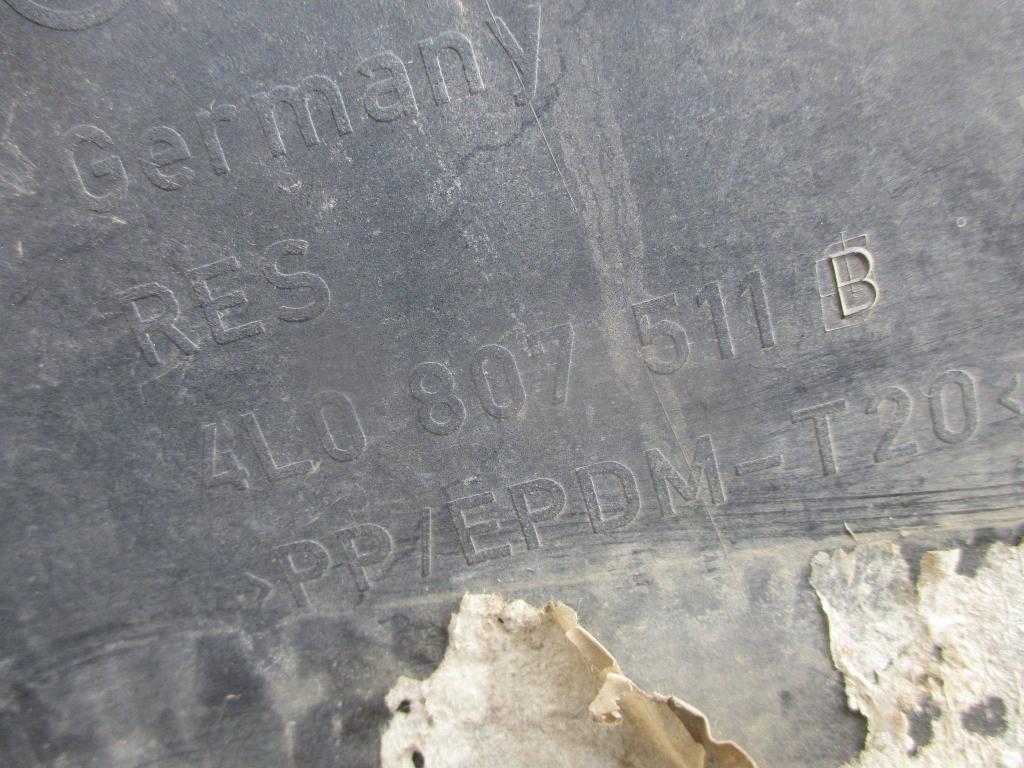 Germany
RES
4L0 807 511 B
>PP/EPDM-T20<